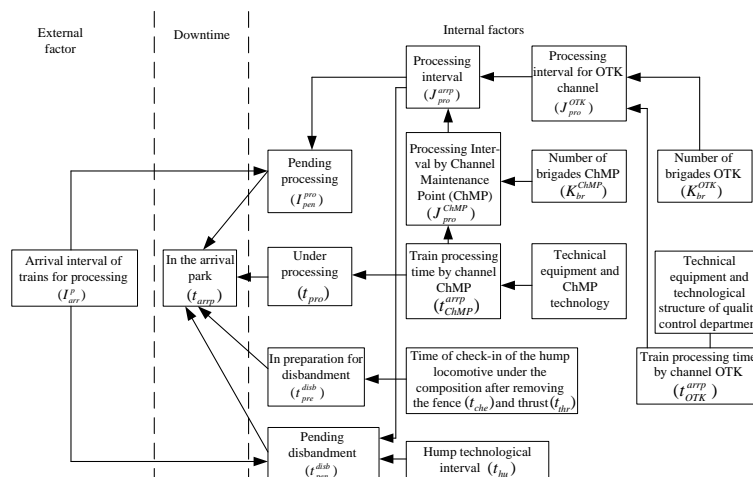 External
factor
Downtime
Internal factors
Processing
interval
(J_pro^arrp)
Processing
interval for OTK
channel
(J_pro^OTK)
Pending
processing
(I_pen^pro)
Processing Inter-
val by Channel
Maintenance
Point (ChMP)
(J_pro^ChMP)
Number of
brigades ChMP
(K_br^ChMP)
Number of
brigades OTK
(K_br^OTK)
Arrival interval of
trains for processing
(I_arr^p)
In the arrival
park
(t_arrp)
Under
processing
(t_pro)
Train processing
time by channel
ChMP
(t_ChMP^arrp)
Technical
equipment and
ChMP
technology
Technical
equipment and
technological
structure of qualit
control departmen
In preparation for
disbandment
(t_pre^disb)
Time of check-in of the hump
locomotive under the
composition after removing
the fence (t_che) and thrust (t_thr)
Train processing time
by channel OTK
(t_OTK^arrp)
Pending
disbandment
(t_pen^disb)
Hump technological
interval (t_hu)